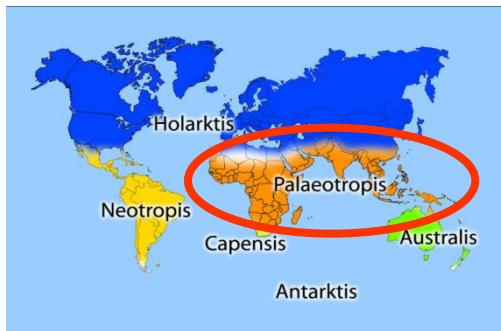 Holarktis
Palaeotropis
Neotropis
Capensis
Australis
Antarktis